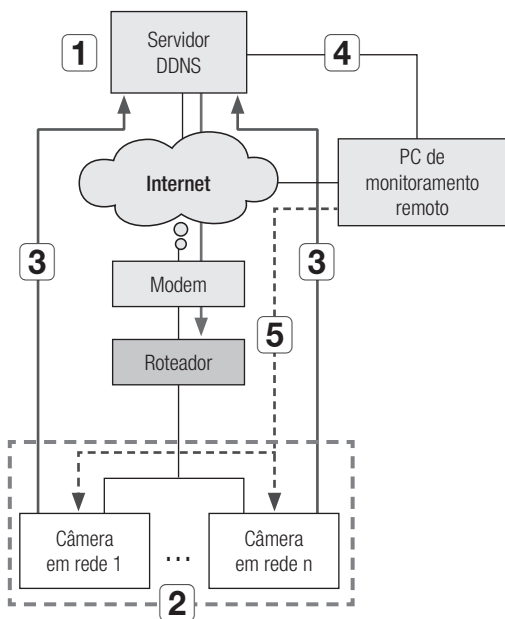 1
Servidor
DDNS
4
PC de
monitoramento
remoto
Internet
3
3
Modem
5
Roteador
Câmera
em rede 1
...
Câmera
em rede n
2